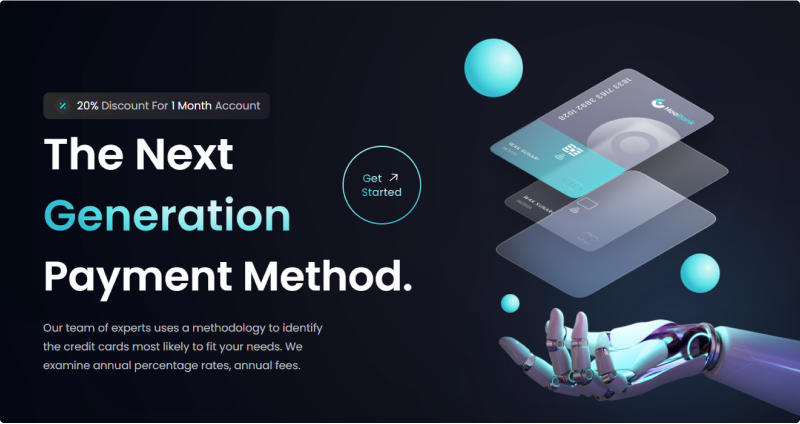 20% Discount For 1 Month Account
The Next
Generation
Payment Method.
Get
Started
Our team of experts uses a methodology to identify
the credit cards most likely to fit your needs. We
examine annual percentage rates, annual fees.
HooBank